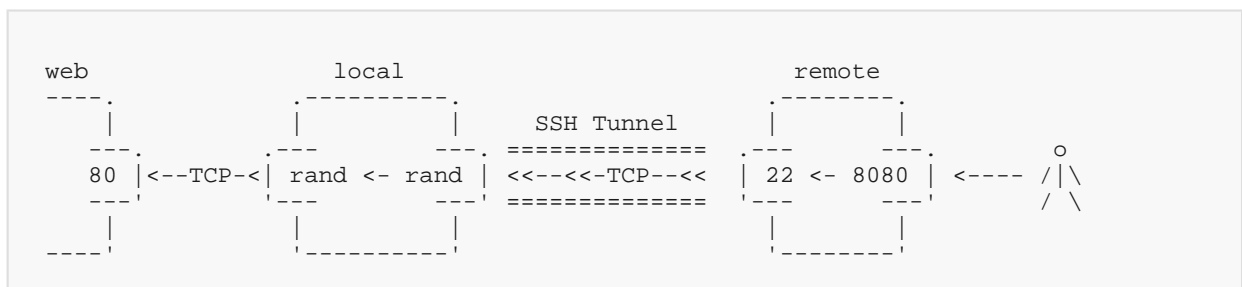 web                  local                             remote
----.            .----------.                       .--------.
    |            |          |     SSH Tunnel        |        |
   ---.        .---      ---. ==============  .---      ---.        o
   80 |<--TCP-<| rand <- rand | <<--<<-TCP--<<  | 22 <- 8080 | <---- /|\
   ---'        '---      ---' ==============  '---      ---'       / \
    |            |          |                       |        |
----'            '----------'                       '--------'